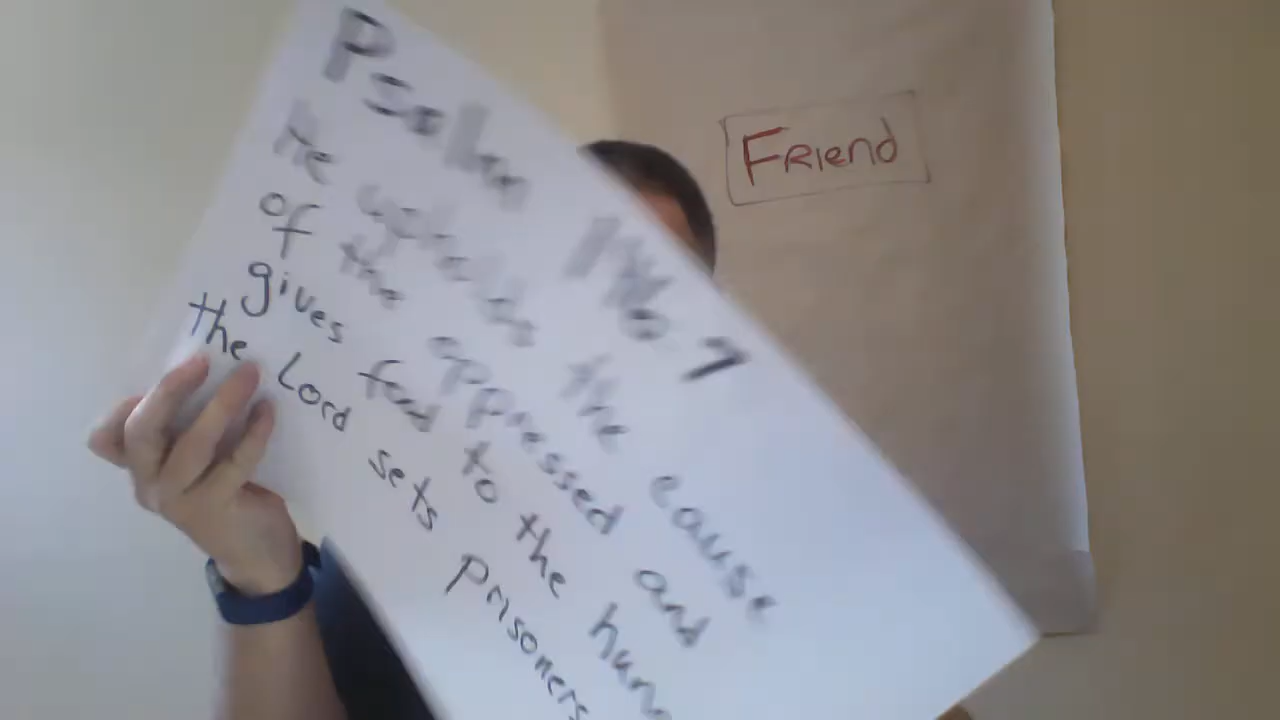 Psalm 146 7
He upholds the cause
of the oppressed and
gives food to the hung
the Lord sets prisoners
FRiend